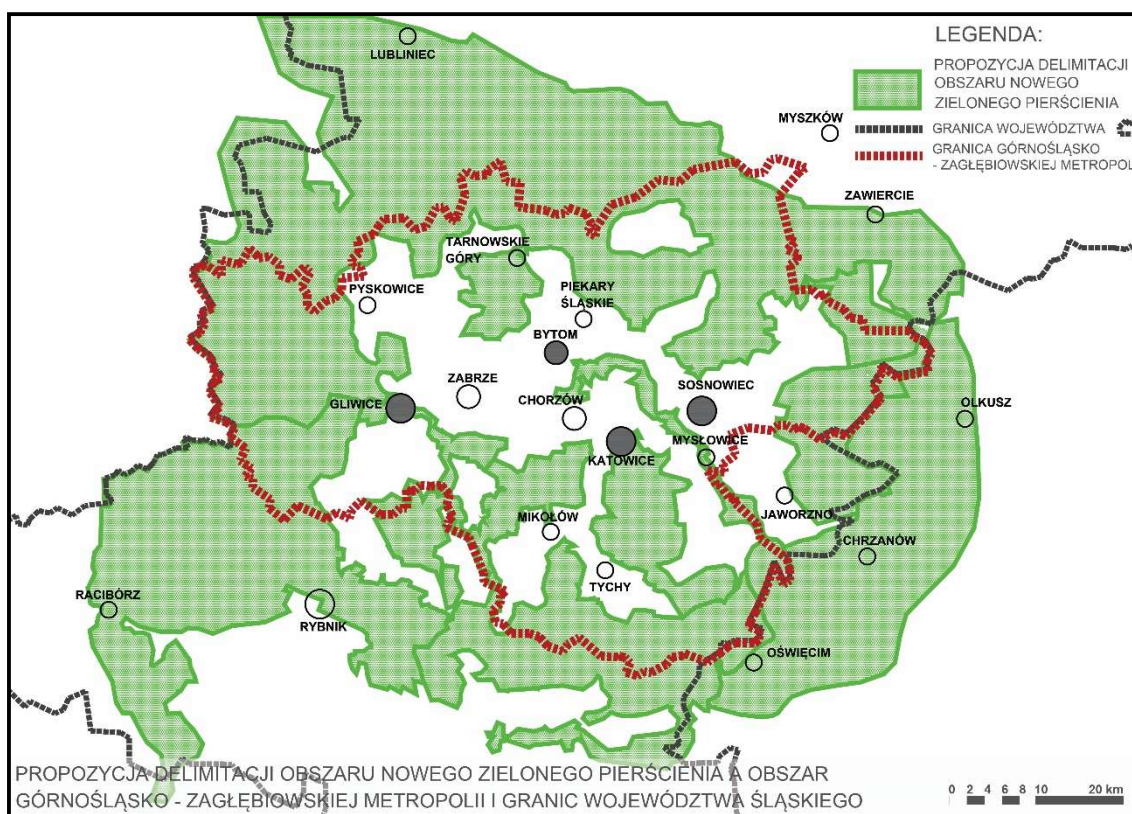 LUBLINIEC
LEGENDA:
PROPOZYCJA DELIMITACJI
OBSZARU NOWEGO
ZIELONEGO PIERŚCIENIA
GRANICA WOJEWÓDZTWA
GRANICA GÓRNOŚLĄSKO
- ZAGŁĘBIOWSKIEJ METROPOL
MYSZKÓW
ZAWIERCIE
TARNOWSKIE
GÓRY
PYSKOWICE
PIEKARY
ŚLĄSKIE
BYTOM
ZABRZE
SOSNOWIEC
GLIWICE
CHORZÓW
OLKUSZ
MYSŁOWICE
KATOWICE
JAWORZNO
MIKOŁÓW
CHRZANÓW
TYCHY
RACIBÓRZ
RYBNIK
OŚWIĘCIM
PROPOZYCJA DELIMITACJI OBSZARU NOWEGO ZIELONEGO PIERŚCIENIA A OBSZAR
GÓRNOŚLĄSKO - ZAGŁĘBIOWSKIEJ METROPOLII I GRANIC WOJEWÓDZTWA ŚLĄSKIEGO
0 2 4 6 8 10 20 km